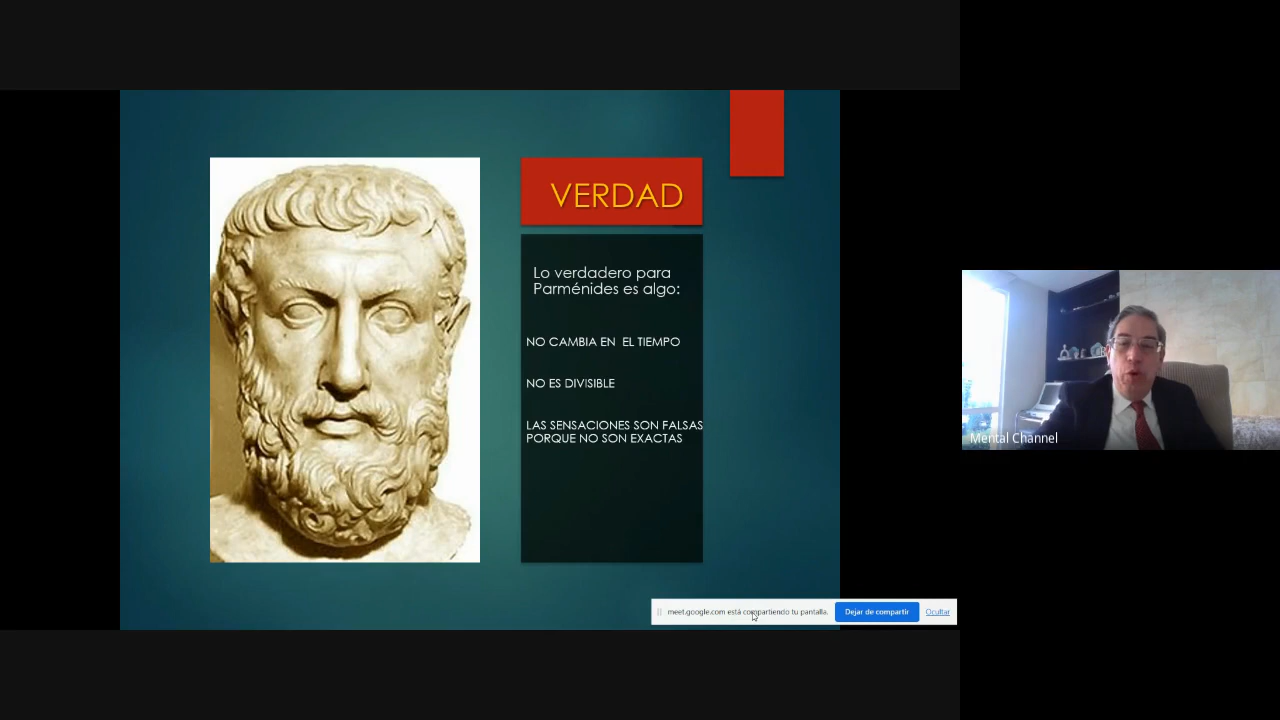 VERDAD
Lo verdadero para
Parménides es algo:
NO CAMBIA EN EL TIEMPO
NO ES DIVISIBLE
LAS SENSACIONES SON FALSAS
PORQUE NO SON EXACTAS
Mental Channel
meet.google.com está compartiendo tu pantalla.
Dejar de compartir
Ocultar